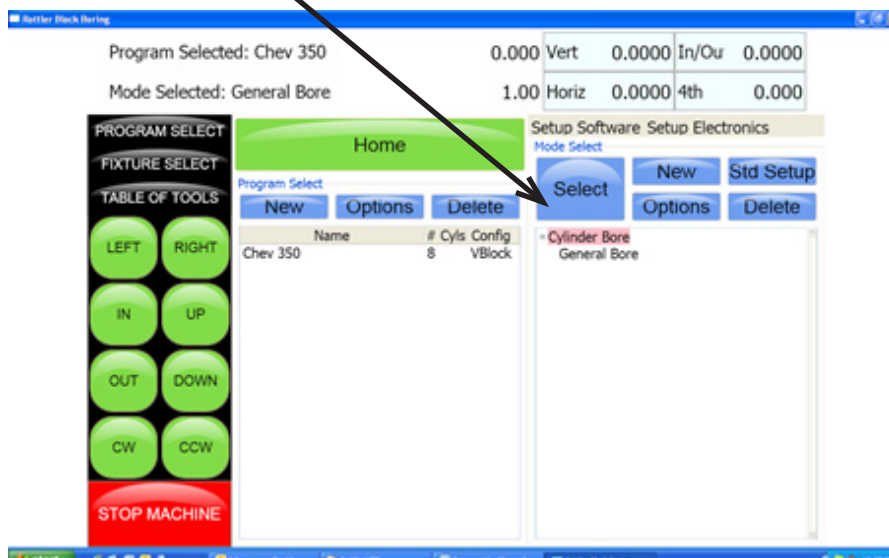 Rottler Block Boring
Program Selected: Chev 350 0.000 Vert 0.0000 In/Ou 0.0000
Mode Selected: General Bore 1.00 Horiz 0.0000 4th 0.000
PROGRAM SELECT
FIXTURE SELECT
TABLE OF TOOLS
LEFT RIGHT
IN UP
OUT DOWN
CW CCW
STOP MACHINE
Home
Program Select
New Options Delete
Name # Cyls Config
Chev 350 8 VBlock
Setup Software Setup Electronics
Mode Select
Select New Std Setup
Options Delete
Cylinder Bore
General Bore